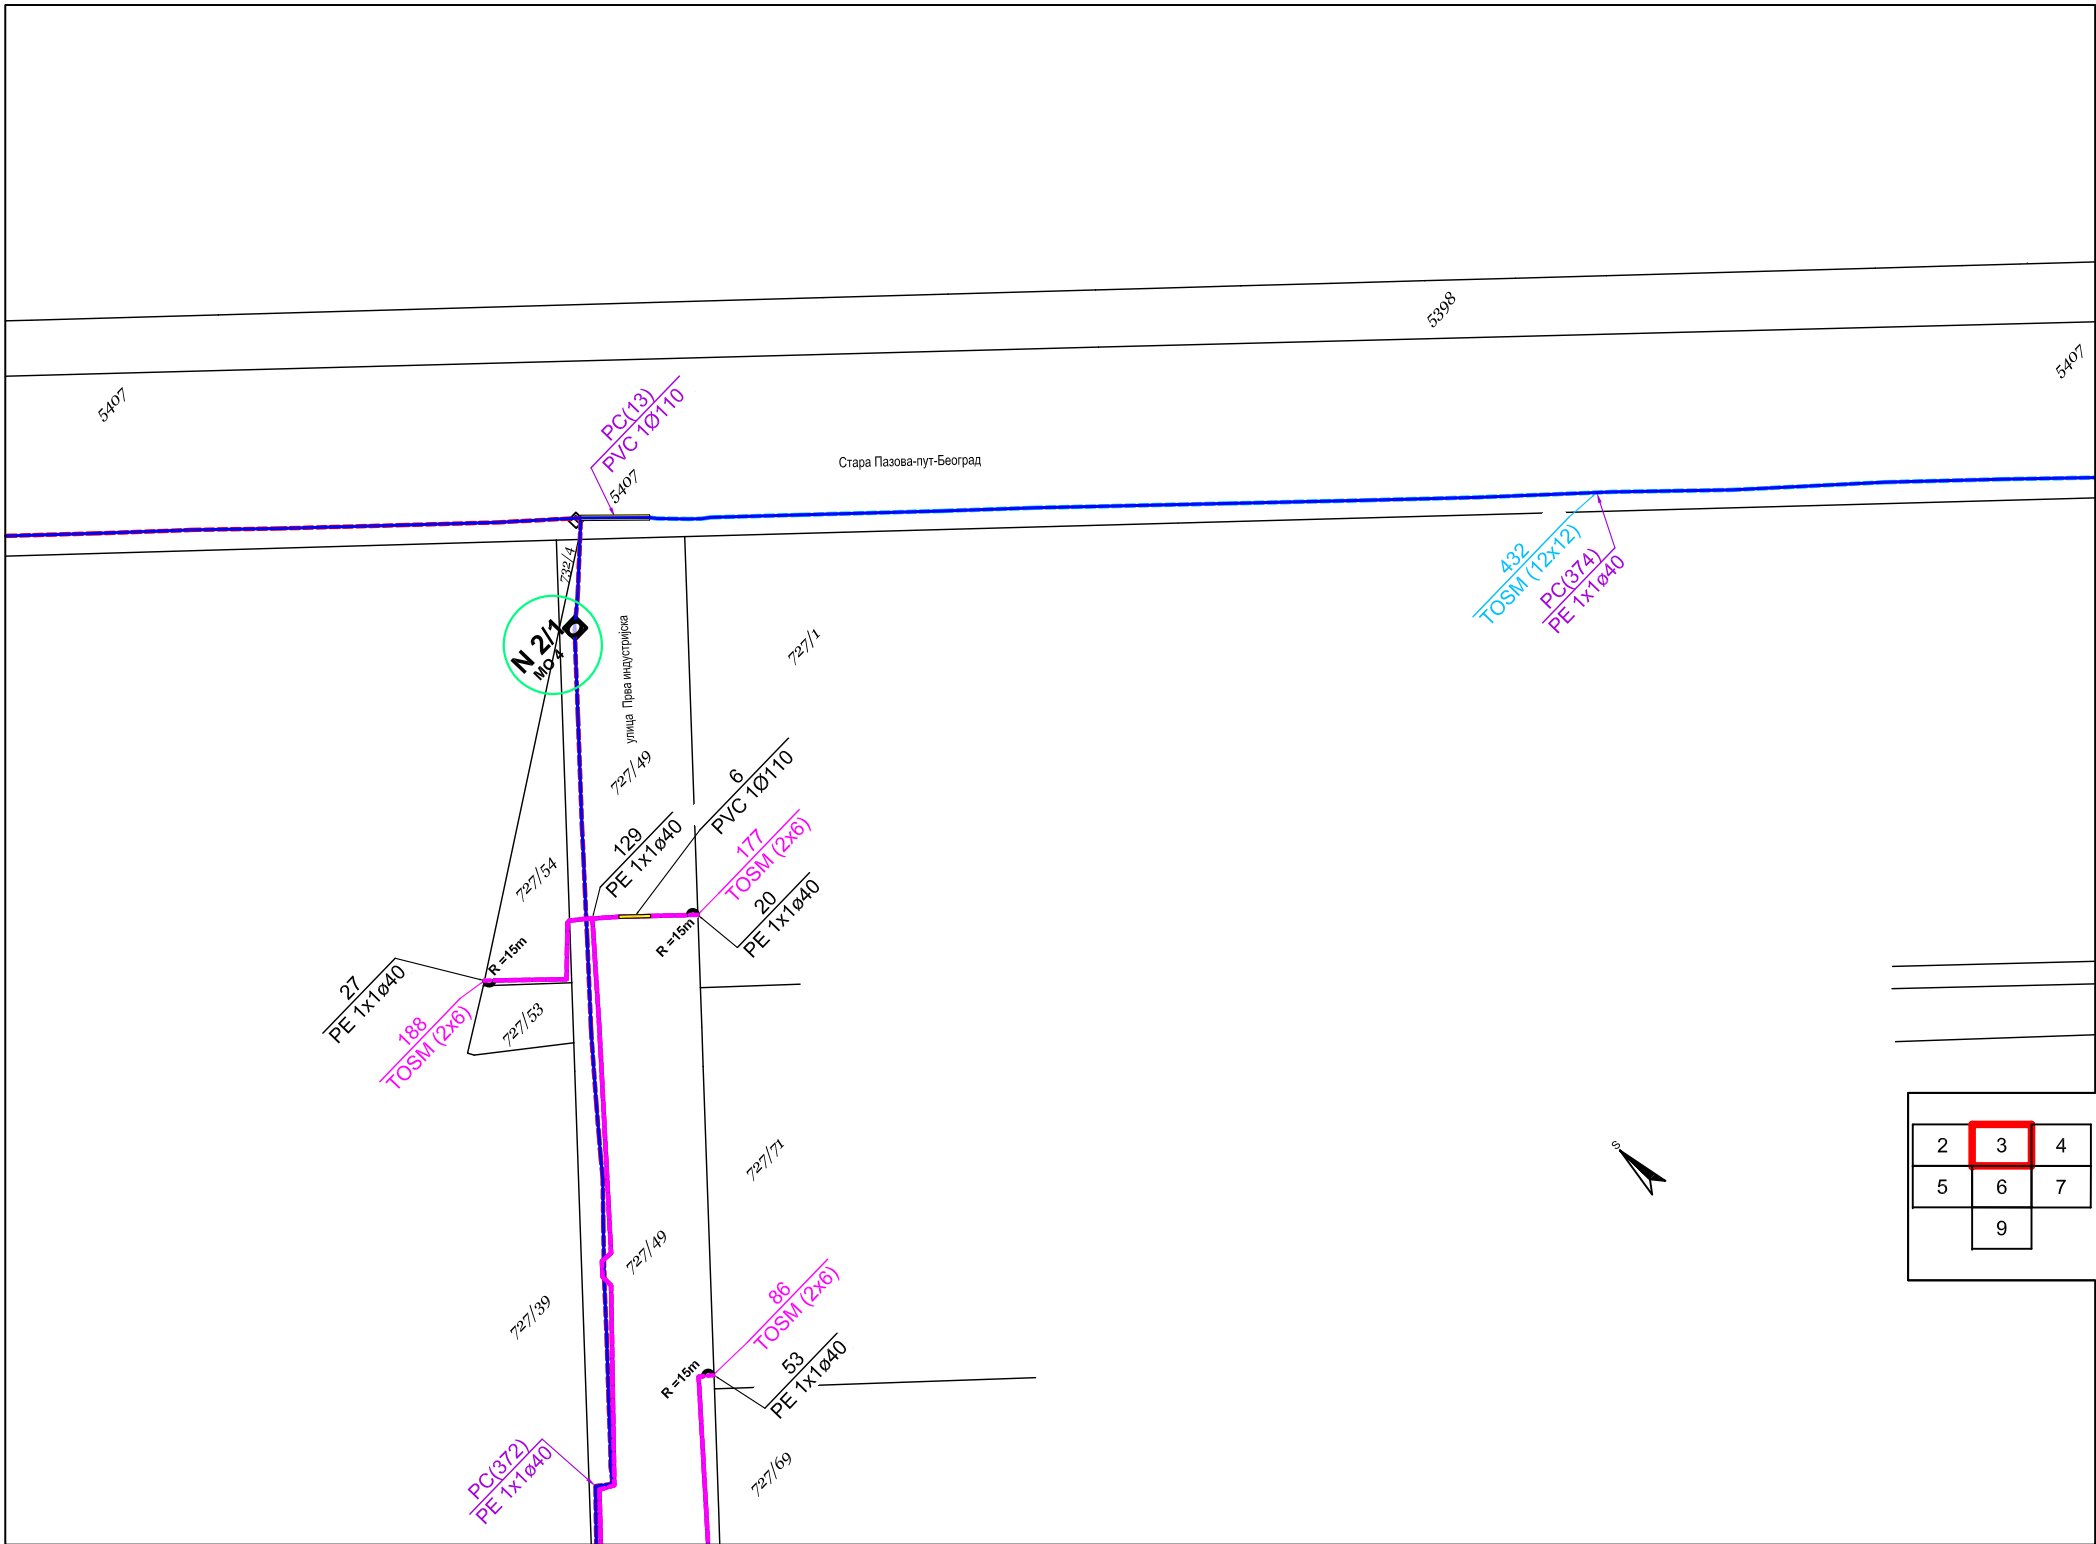 5398
5407
5407
PC(13)
PVC 1Ø110
5407
Стара Пазова-пут-Београд
432
TOSM (12x12)
PC(374)
PE 1x1ø40
732/4
N 2/1
MO 4
улица Прва индустријска
727/1
727/49
6
PVC 1Ø110
129
PE 1x1ø40
177
TOSM (2x6)
20
PE 1x1ø40
727/54
R =15m
R =15m
27
PE 1x1ø40
188
TOSM (2x6)
727/53
727/71
S
2 3 4
5 6 7
9
727/49
727/39
86
TOSM (2x6)
R =15m
53
PE 1x1ø40
PC(372)
PE 1x1ø40
727/69